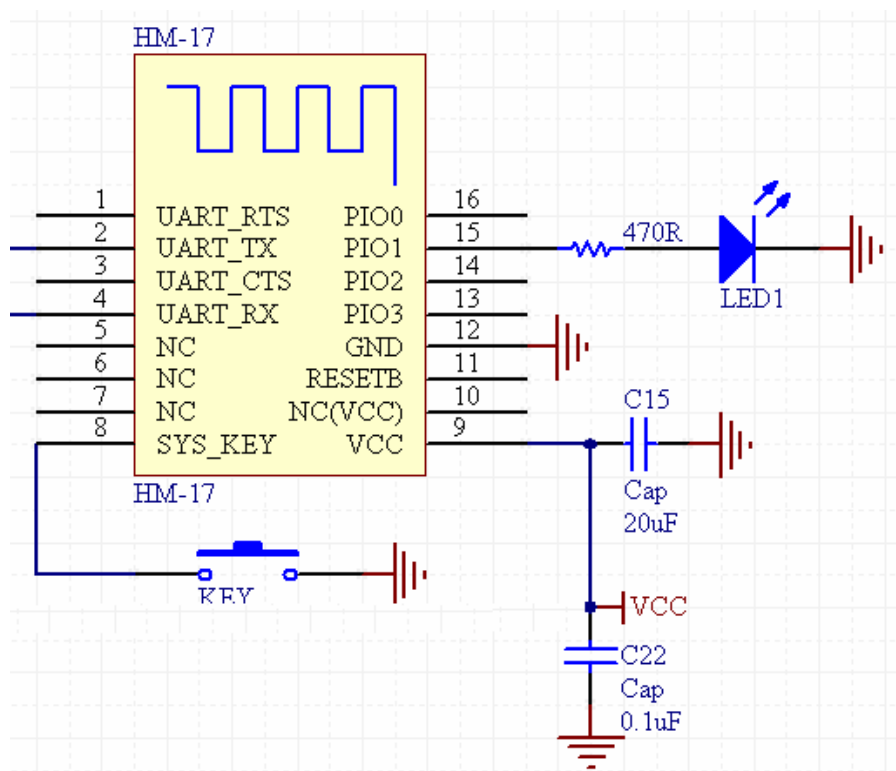 HM-17
1 UART_RTS PIO0 16
2 UART_TX PIO1 15 470R
3 UART_CTS PIO2 14 LED1
4 UART_RX PIO3 13
5 NC GND 12
6 NC RESETB 11
7 NC NC(VCC) 10 C15
8 SYS_KEY VCC 9
HM-17
Cap
20uF
KEY
VCC
C22
Cap
0.1uF